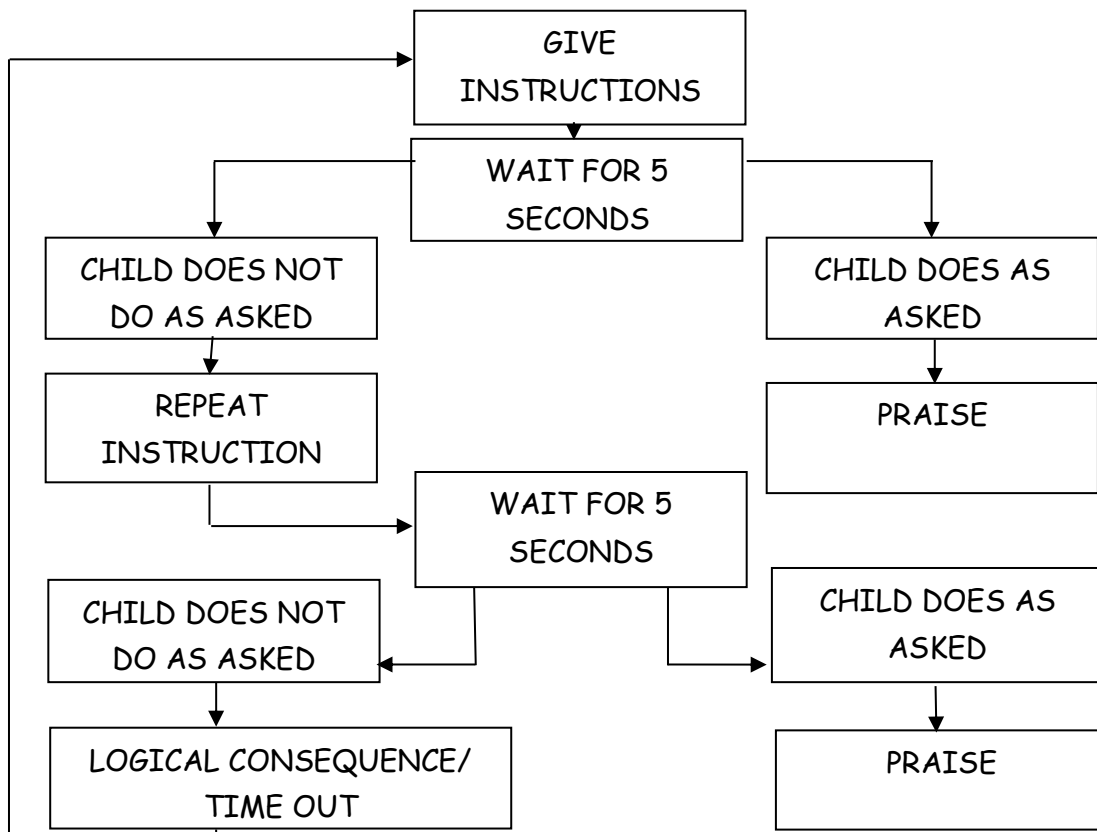 GIVE
INSTRUCTIONS
WAIT FOR 5
SECONDS
CHILD DOES NOT
DO AS ASKED
CHILD DOES AS
ASKED
REPEAT
INSTRUCTION
PRAISE
WAIT FOR 5
SECONDS
CHILD DOES NOT
DO AS ASKED
CHILD DOES AS
ASKED
LOGICAL CONSEQUENCE/
TIME OUT
PRAISE